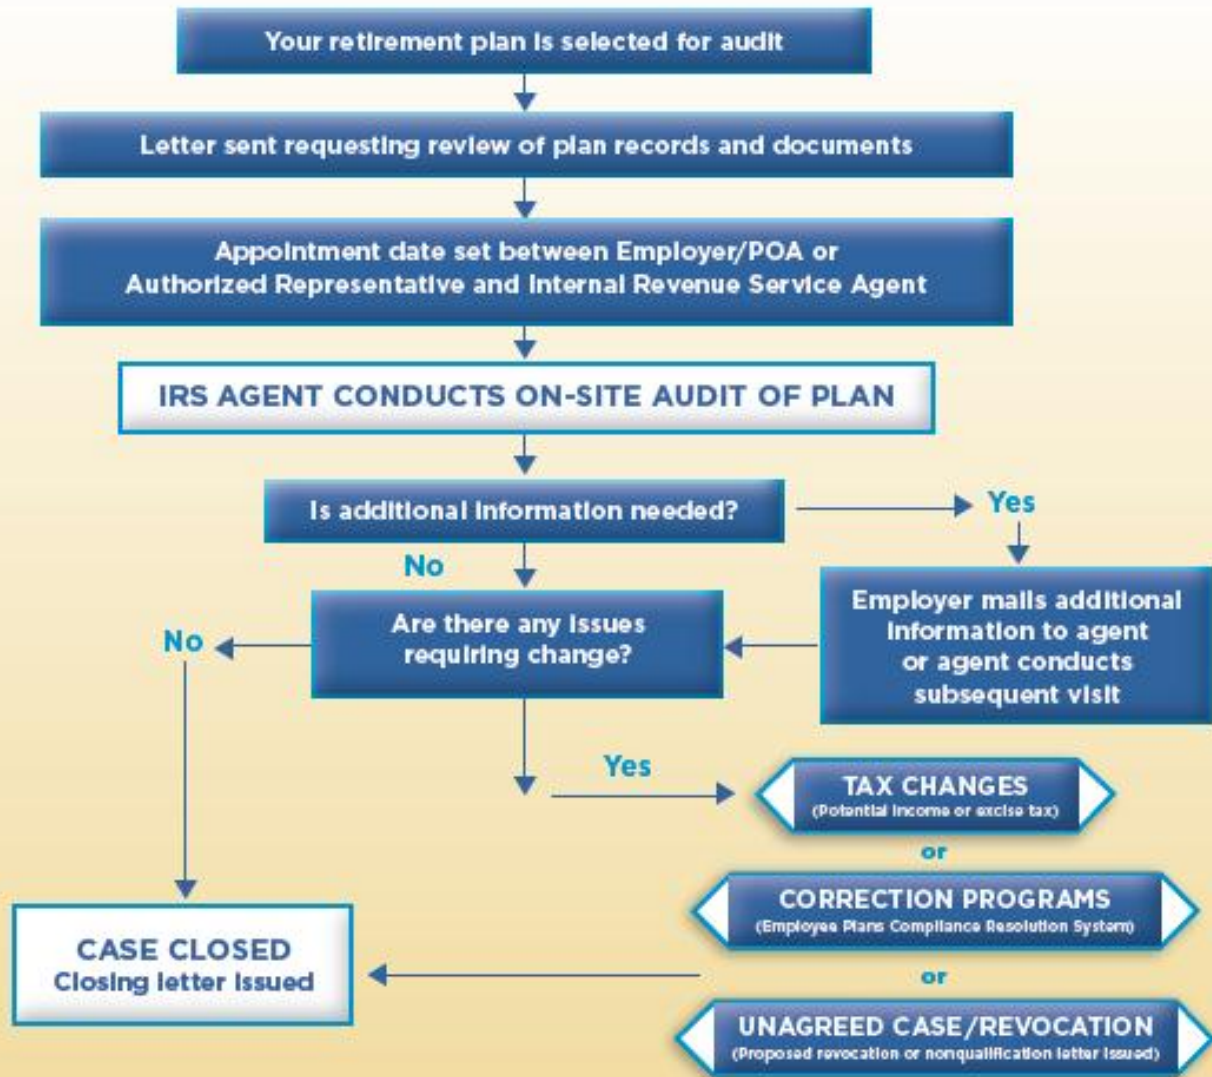 Your retirement plan is selected for audit
Letter sent requesting review of plan records and documents
Appointment date set between Employer/POA or
Authorized Representative and Internal Revenue Service Agent
IRS AGENT CONDUCTS ON-SITE AUDIT OF PLAN
Is additional information needed?
Yes
No
Employer mails additional
information to agent
or agent conducts
subsequent visit
Are there any issues
requiring change?
No
Yes
TAX CHANGES
(Potential income or excise tax)
or
CORRECTION PROGRAMS
(Employee Plans Compliance Resolution System)
or
UNAGREED CASE/REVOCATION
(Proposed revocation or nonqualification letter issued)
CASE CLOSED
Closing letter issued